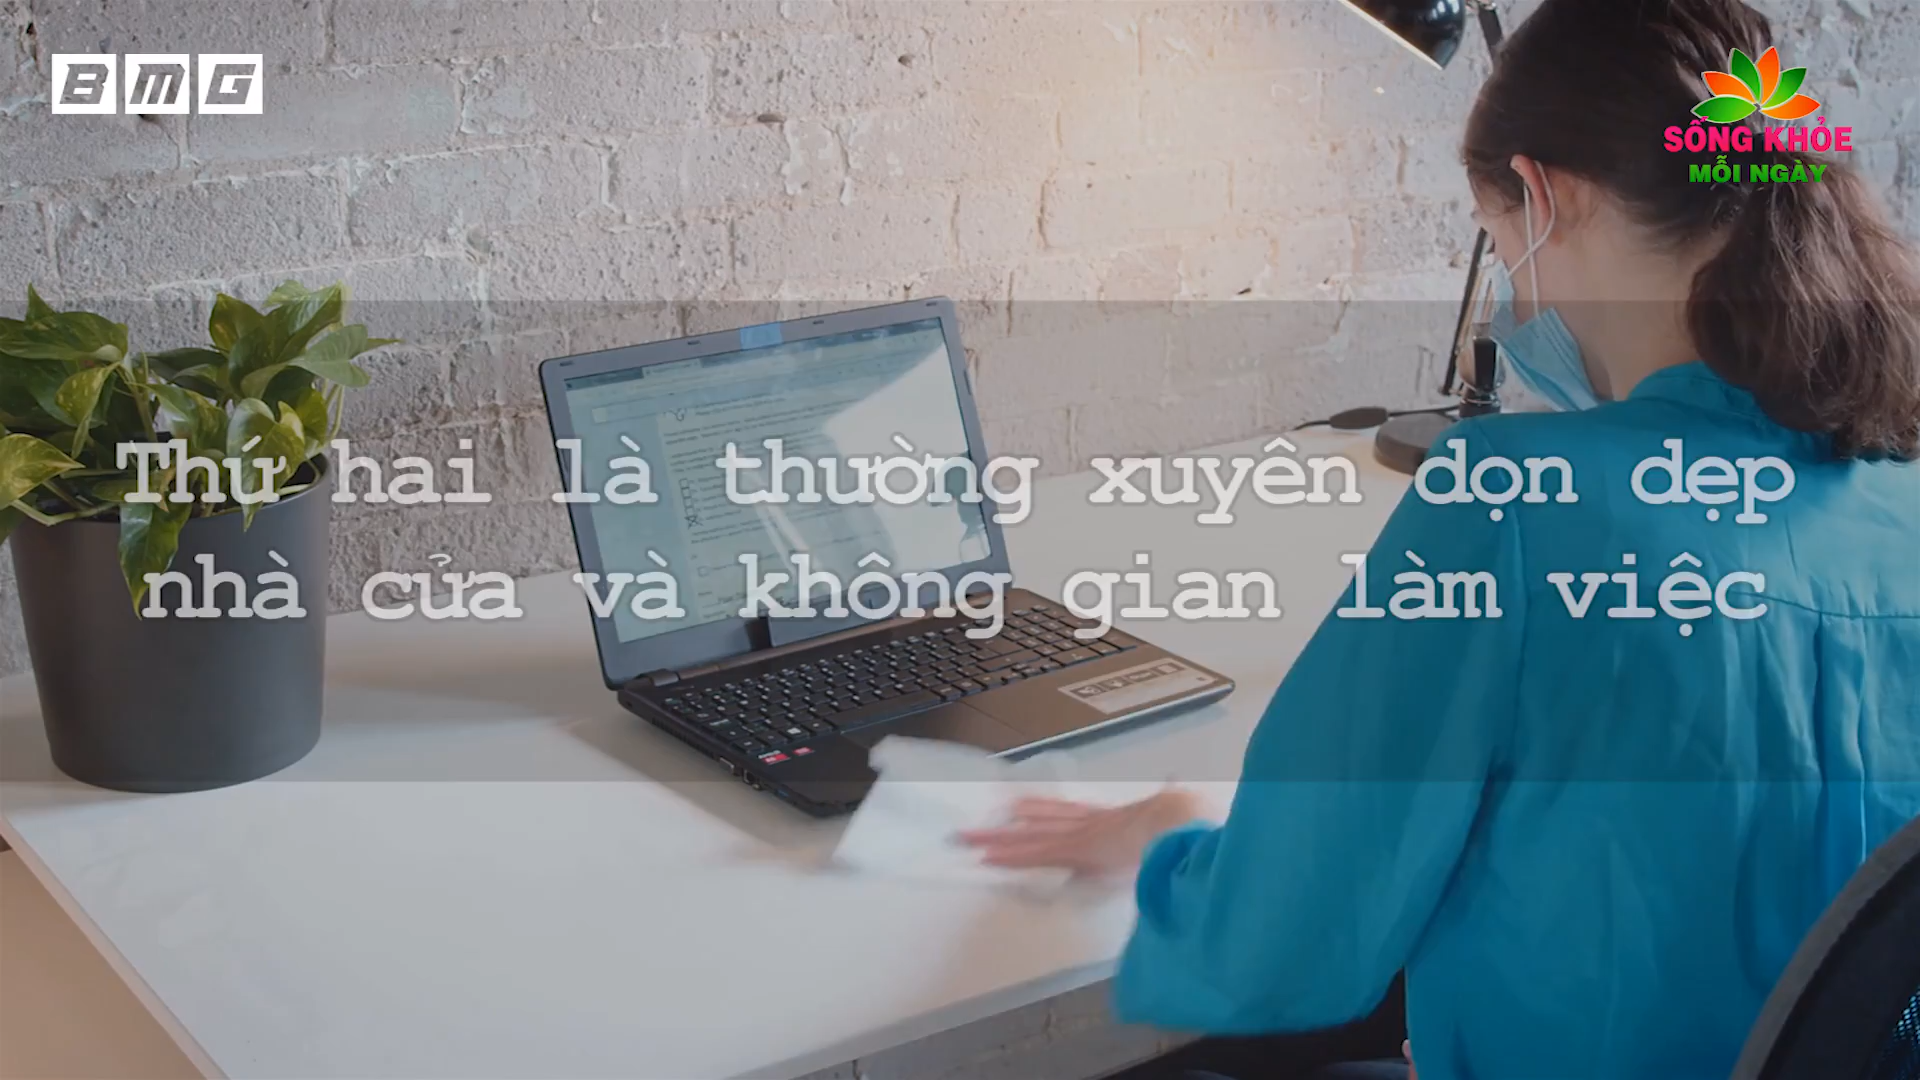 BMG
SỐNG KHỎE
MỖI NGÀY
Thứ hai là thường xuyên dọn dẹp
nhà cửa và không gian làm việc